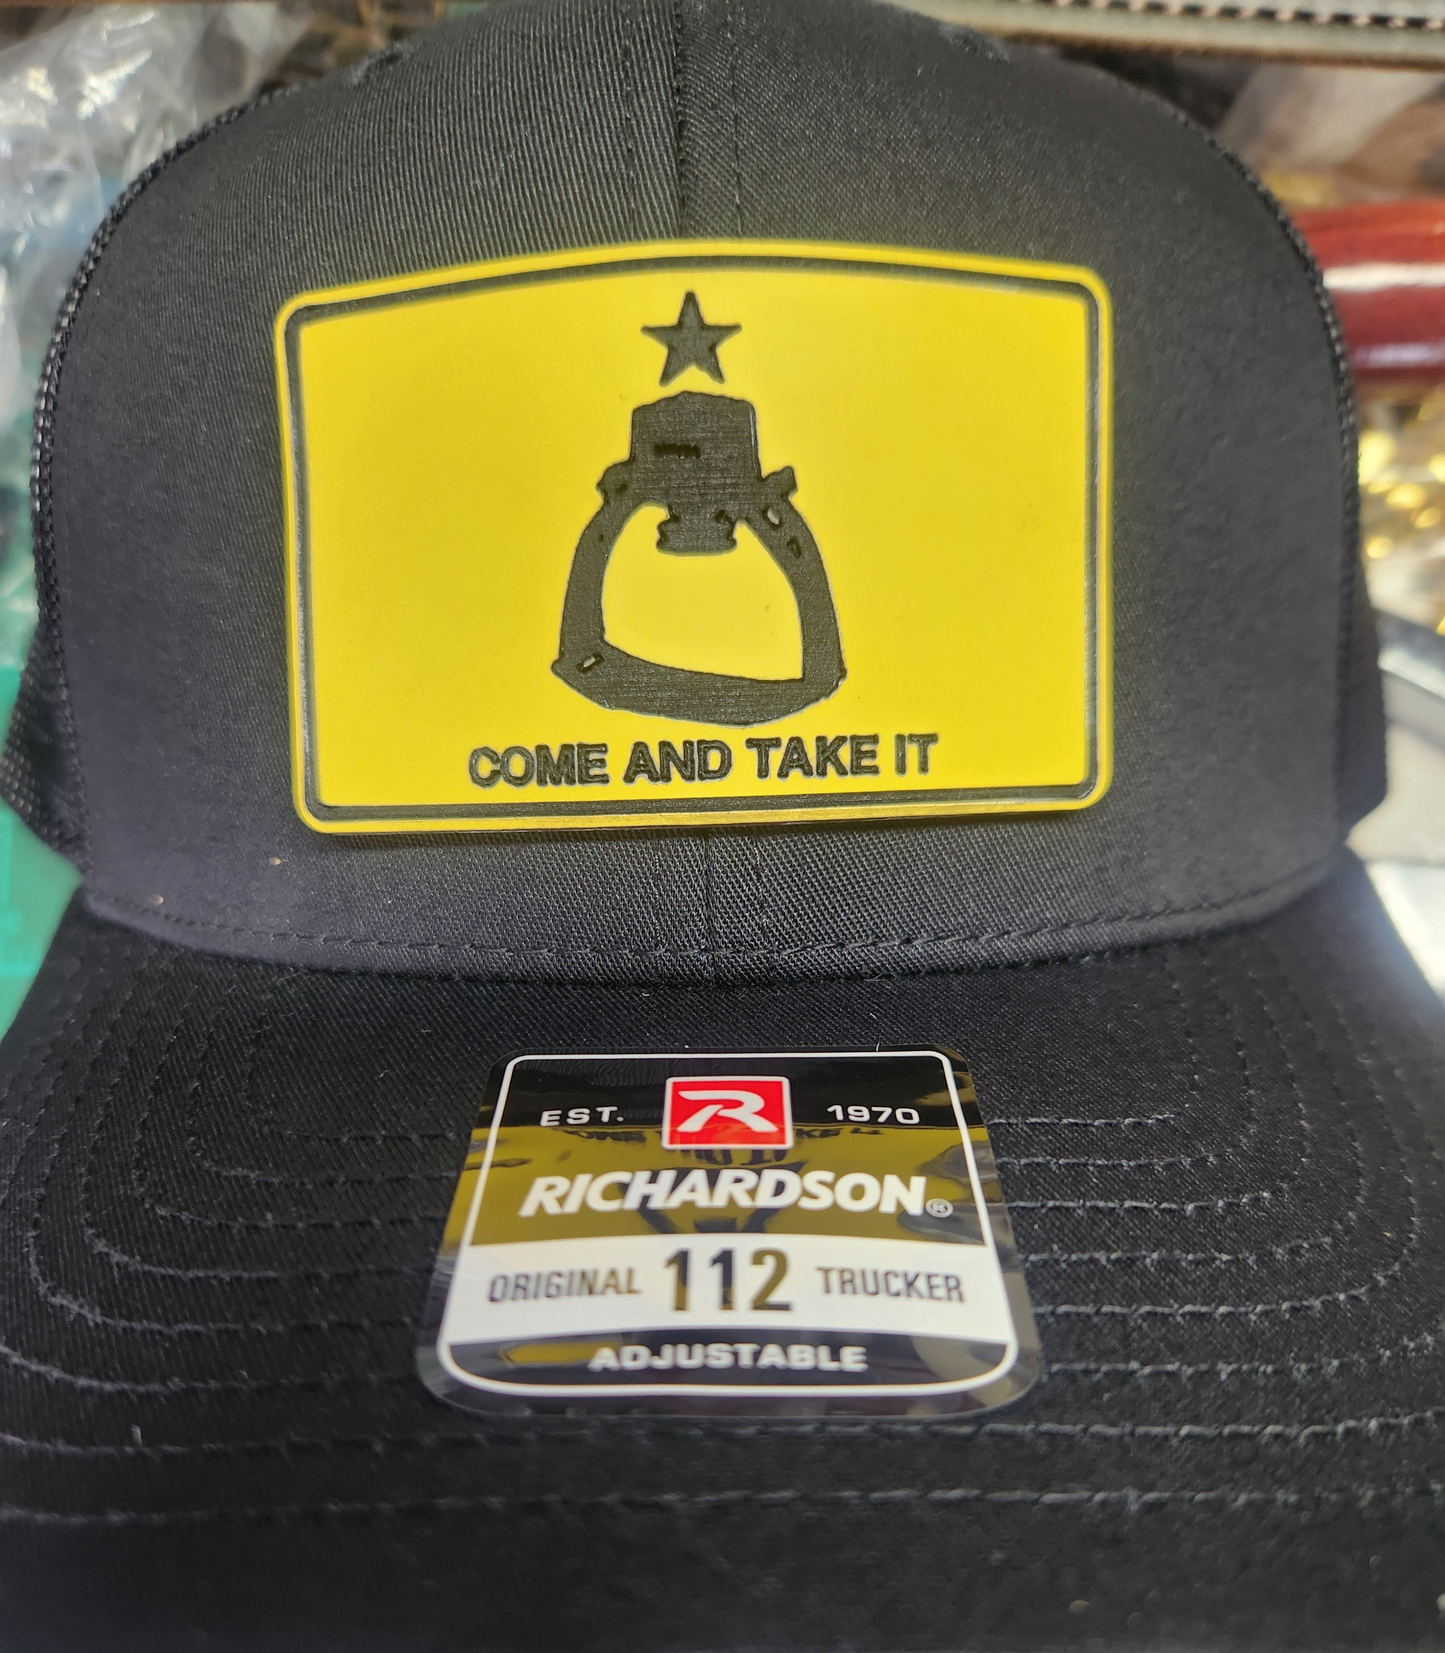 COME AND TAKE IT
EST. R 1970
RICHARDSON®
ORIGINAL 112 TRUCKER
ADJUSTABLE